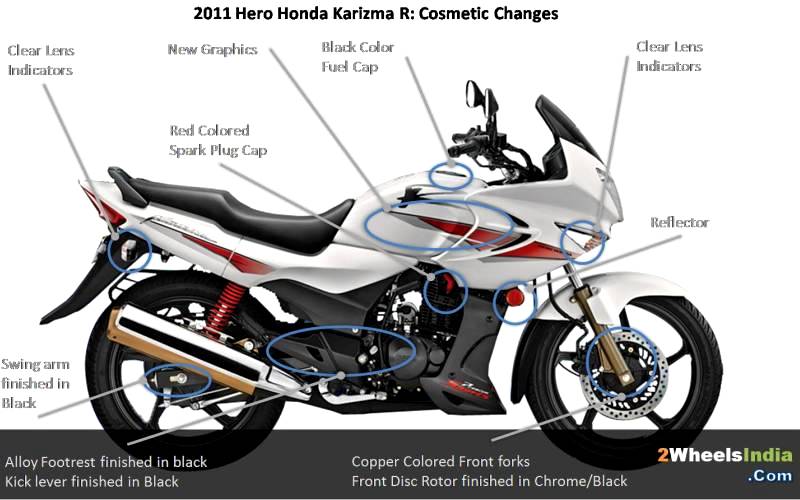 2011 Hero Honda Karizma R: Cosmetic Changes
Clear Lens
Indicators
New Graphics
Black Color
Fuel Cap
Clear Lens
Indicators
Red Colored
Spark Plug Cap
Reflector
Swing arm
finished in
Black
Alloy Footrest finished in black
Kick lever finished in Black
Copper Colored Front forks
Front Disc Rotor finished in Chrome/Black
2WheelsIndia
.Com